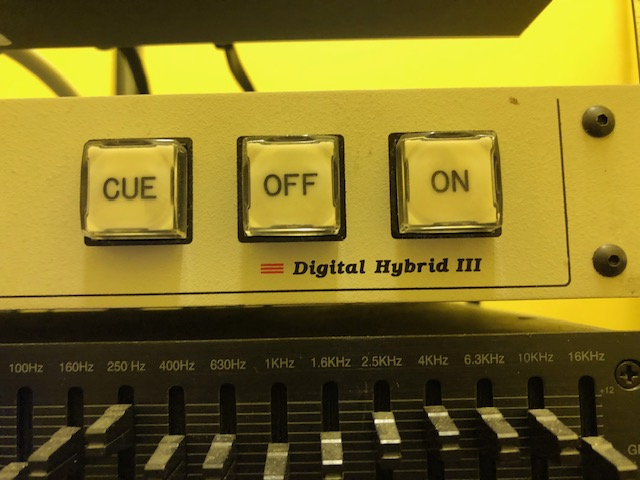 CUE OFF ON
Digital Hybrid III
100Hz 160Hz 250 Hz 400Hz 630Hz 1KHz 1.6KHz 2.5KHz 4KHz 6.3KHz 10KHz 16KHz
+12